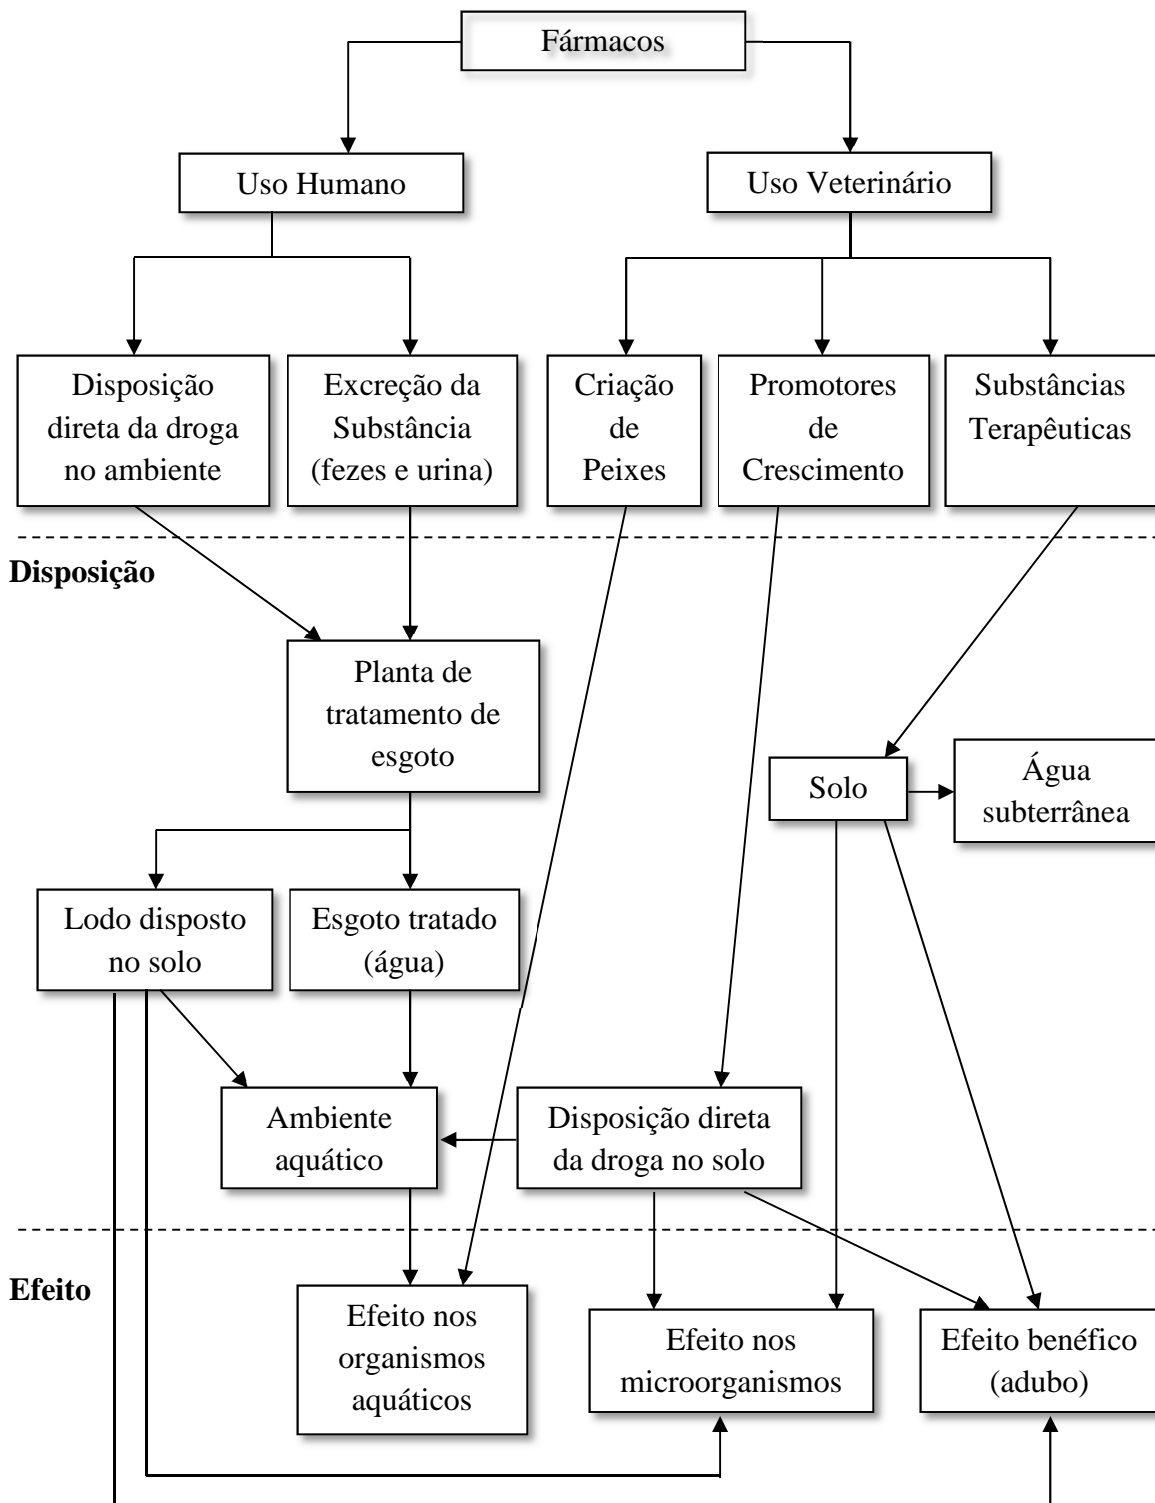 Fármacos
Uso Humano
Uso Veterinário
Disposição
direta da droga
no ambiente
Excreção da
Substância
(fezes e urina)
Criação
de
Peixes
Promotores
de
Crescimento
Substâncias
Terapêuticas
Disposição
Planta de
tratamento de
esgoto
Solo
Água
subterrânea
Lodo disposto
no solo
Esgoto tratado
(água)
Ambiente
aquático
Disposição direta
da droga no solo
Efeito
Efeito nos
organismos
aquáticos
Efeito nos
microorganismos
Efeito benéfico
(adubo)